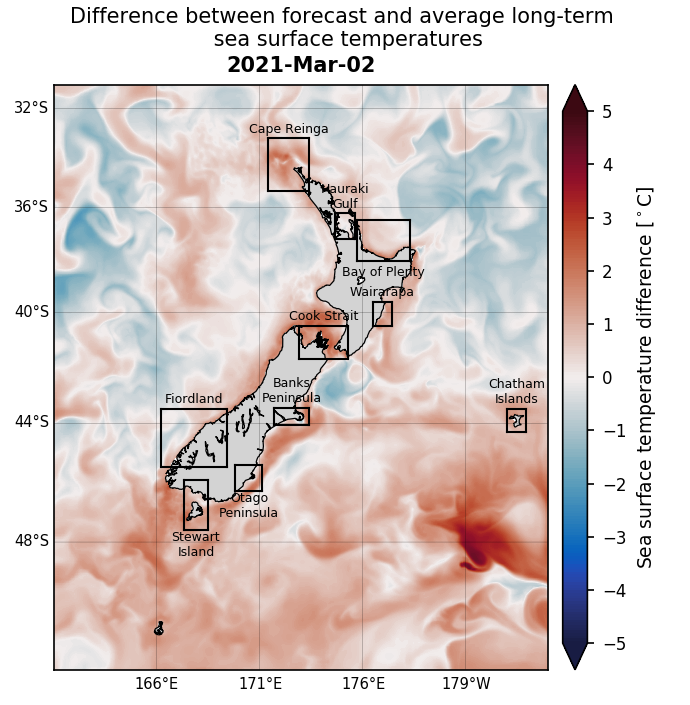 Difference between forecast and average long-term
sea surface temperatures
2021-Mar-02
32°S
36°S
40°S
44°S
48°S
166°E
171°E
176°E
179°W
Cape Reinga
Hauraki
Gulf
Bay of Plenty
Wairarapa
Cook Strait
Banks
Peninsula
Fiordland
Chatham
Islands
Otago
Peninsula
Stewart
Island
5
4
3
2
1
0
−1
−2
−3
−4
−5
Sea surface temperature difference [°C]